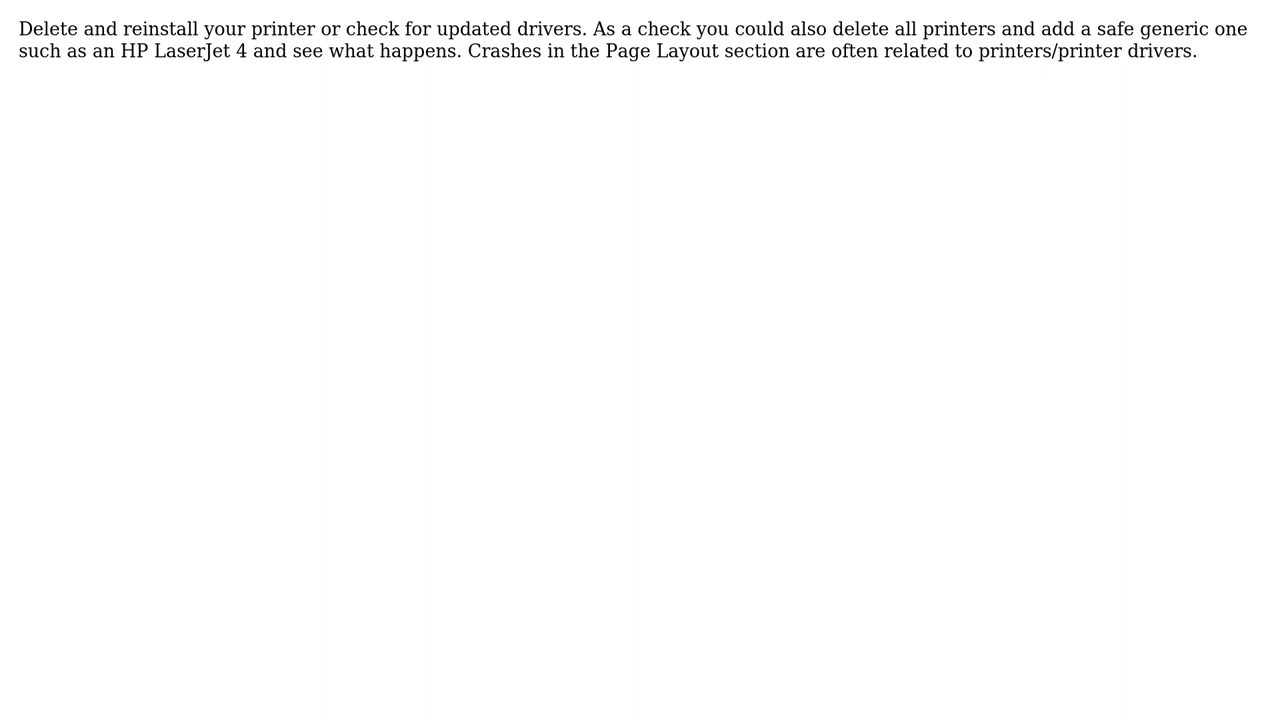 Delete and reinstall your printer or check for updated drivers. As a check you could also delete all printers and add a safe generic one
such as an HP LaserJet 4 and see what happens. Crashes in the Page Layout section are often related to printers/printer drivers.